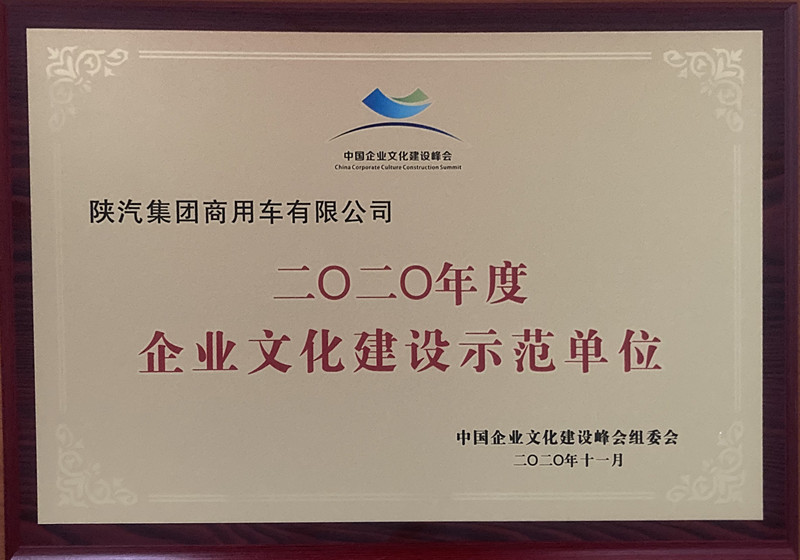 中国企业文化建设峰会
China Corporate Culture Construction Summit
陕汽集团商用车有限公司
二〇二〇年度
企业文化建设示范单位
中国企业文化建设峰会组委会
二〇二〇年十一月